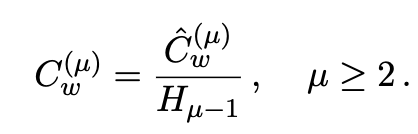 $C_w^{(\mu)} = \frac{\hat{C}_w^{(\mu)}}{H_{\mu-1}} \,, \quad \mu \geq 2 \,.$